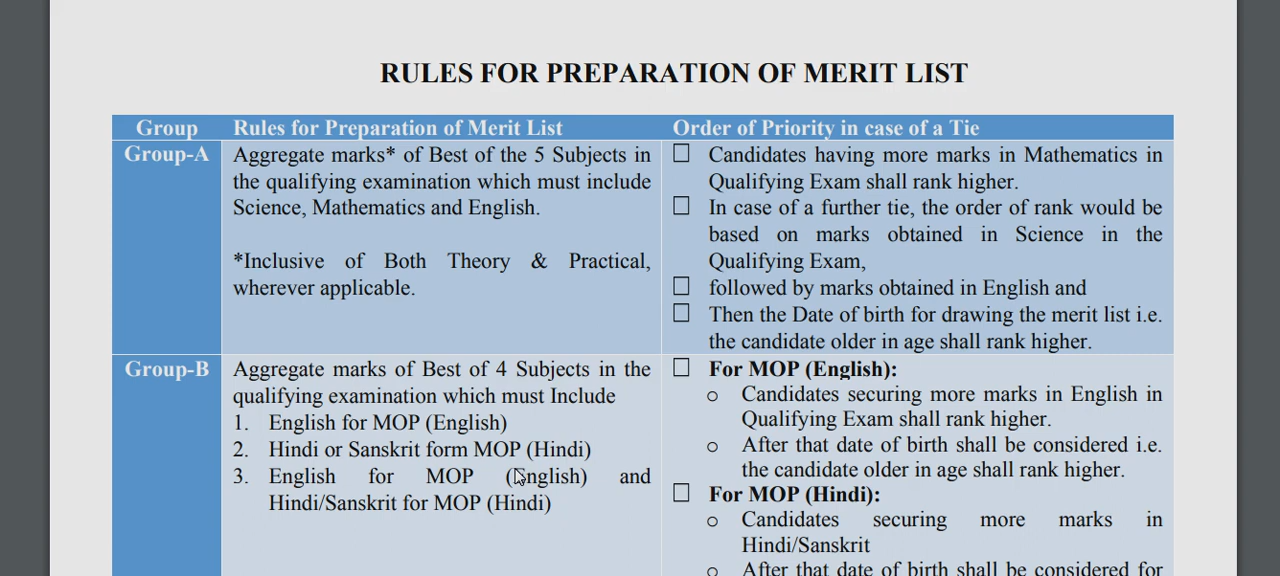 RULES FOR PREPARATION OF MERIT LIST
Group Rules for Preparation of Merit List Order of Priority in case of a Tie
Group-A
Aggregate marks* of Best of the 5 Subjects in
the qualifying examination which must include
Science, Mathematics and English.
*Inclusive of Both Theory & Practical,
wherever applicable.
☐ Candidates having more marks in Mathematics in
Qualifying Exam shall rank higher.
☐ In case of a further tie, the order of rank would be
based on marks obtained in Science in the
Qualifying Exam,
☐ followed by marks obtained in English and
☐ Then the Date of birth for drawing the merit list i.e.
the candidate older in age shall rank higher.
Group-B
Aggregate marks of Best of 4 Subjects in the
qualifying examination which must Include
1. English for MOP (English)
2. Hindi or Sanskrit form MOP (Hindi)
3. English for MOP (English) and
Hindi/Sanskrit for MOP (Hindi)
☐ For MOP (English):
o Candidates securing more marks in English in
Qualifying Exam shall rank higher.
o After that date of birth shall be considered i.e.
the candidate older in age shall rank higher.
☐ For MOP (Hindi):
o Candidates securing more marks in
Hindi/Sanskrit
o After that date of birth shall be considered for